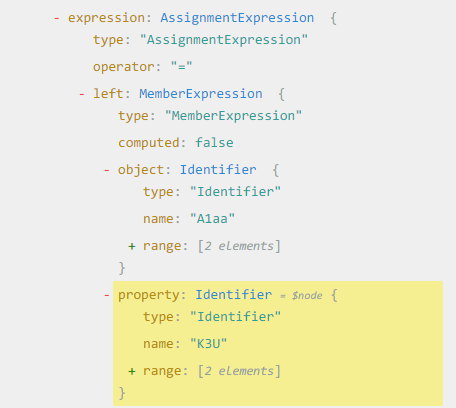 - expression: AssignmentExpression {
type: "AssignmentExpression"
operator: "="
- left: MemberExpression {
type: "MemberExpression"
computed: false
- object: Identifier {
type: "Identifier"
name: "A1aa"
+ range: [2 elements]
}
- property: Identifier = $node {
type: "Identifier"
name: "K3U"
+ range: [2 elements]
}